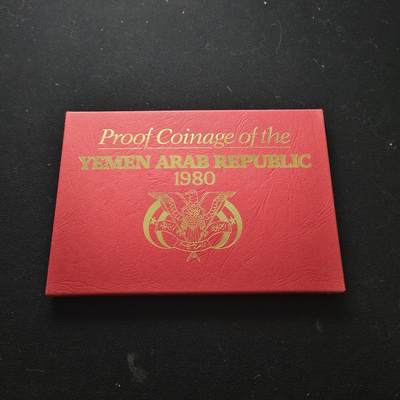 Proof Coinage of the
YEMEN ARAB REPUBLIC
1980